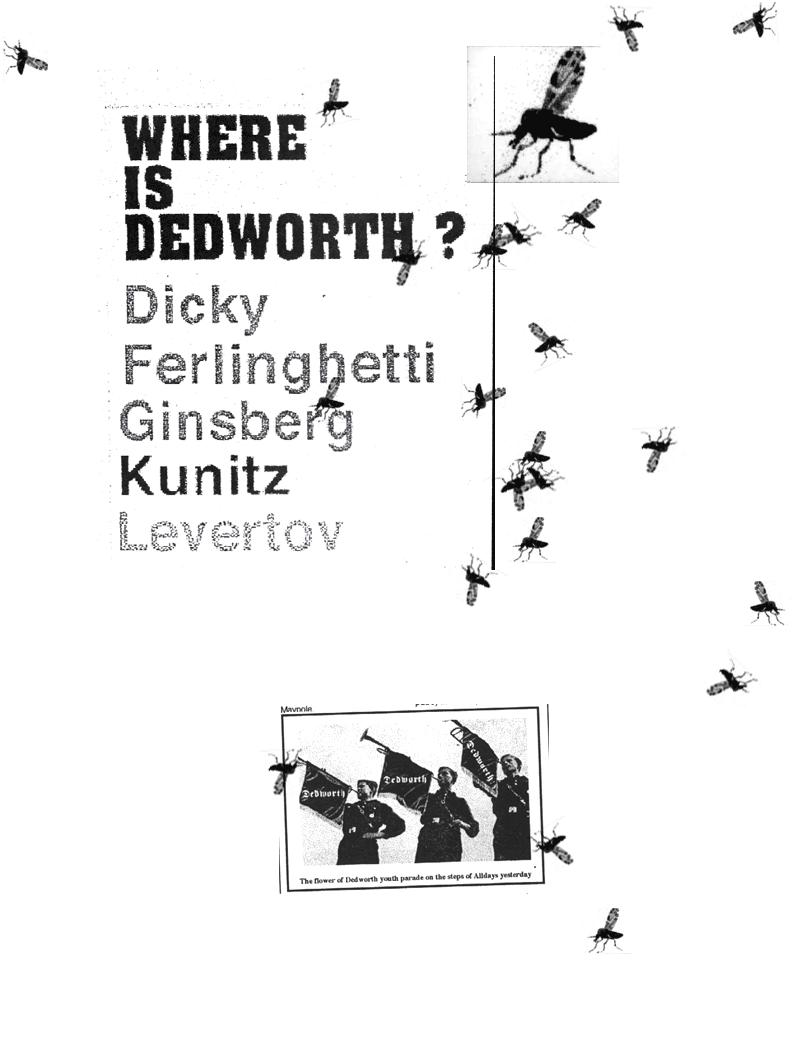 WHERE
IS
DEDWORTH ?
Dicky
Ferlinghetti
Ginsberg
Kunitz
Levertov
Maypole
Dedworth
Dedworth
Dedworth
The flower of Dedworth youth parade on the steps of Alldays yesterday